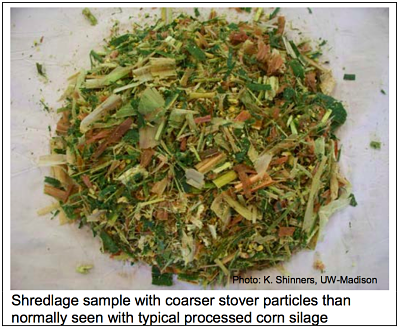 Photo: K. Shinners, UW-Madison
Shredlage sample with coarser stover particles than
normally seen with typical processed corn silage